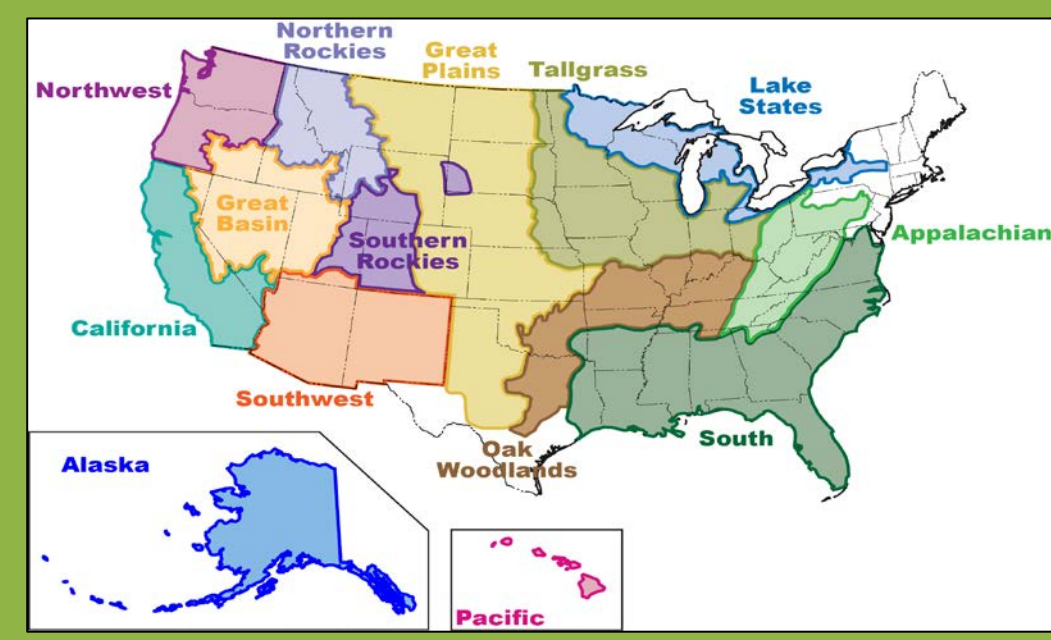 Northern
Rockies
Great
Plains
Tallgrass
Lake
States
Northwest
Great
Basin
Southern
Rockies
Appalachian
California
Southwest
South
Oak
Woodlands
Alaska
Pacific